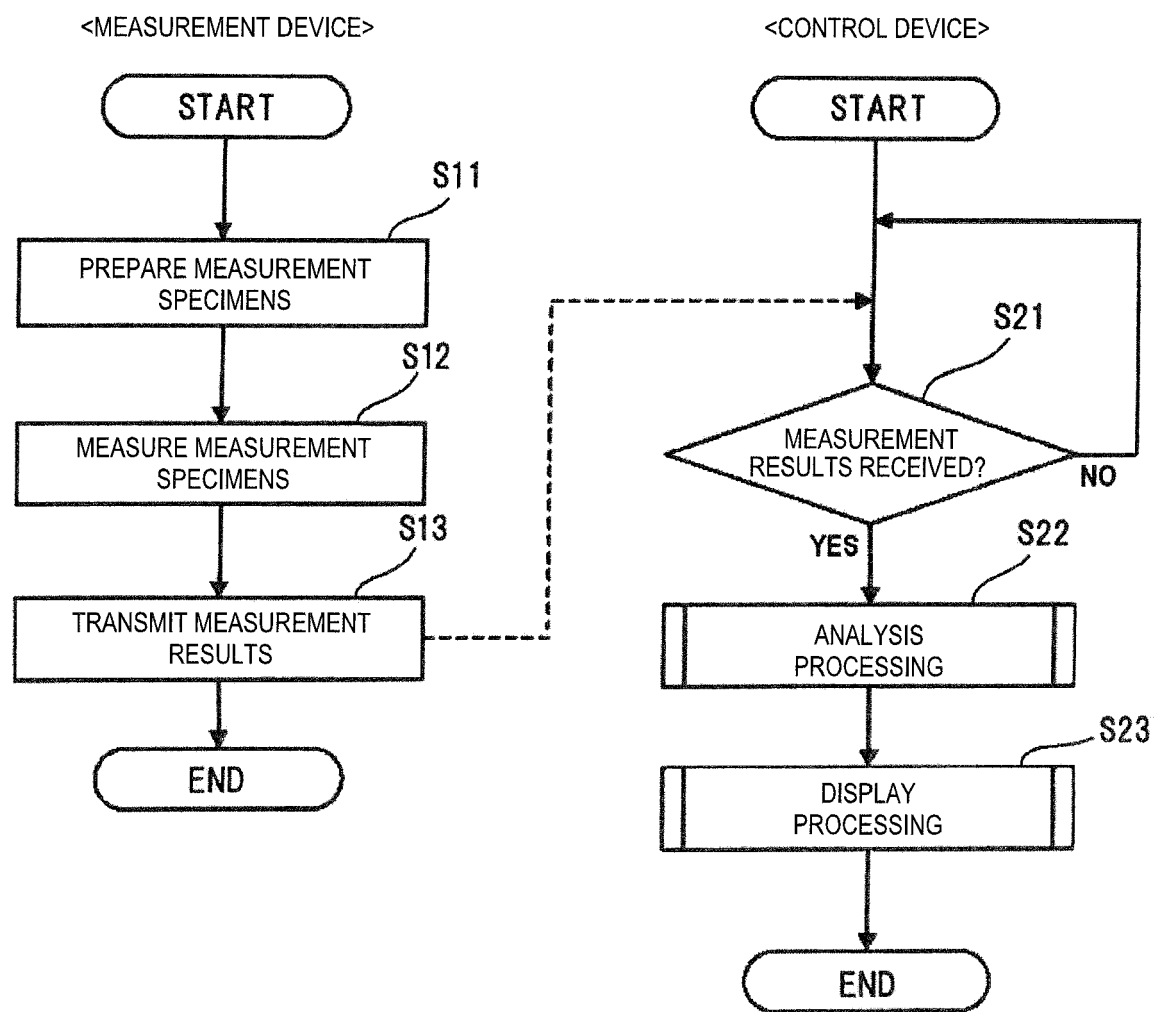 <MEASUREMENT DEVICE>
START
S11
PREPARE MEASUREMENT
SPECIMENS
S12
MEASURE MEASUREMENT
SPECIMENS
S13
TRANSMIT MEASUREMENT
RESULTS
END
<CONTROL DEVICE>
START
S21
MEASUREMENT
RESULTS RECEIVED?
NO
YES
S22
ANALYSIS
PROCESSING
S23
DISPLAY
PROCESSING
END